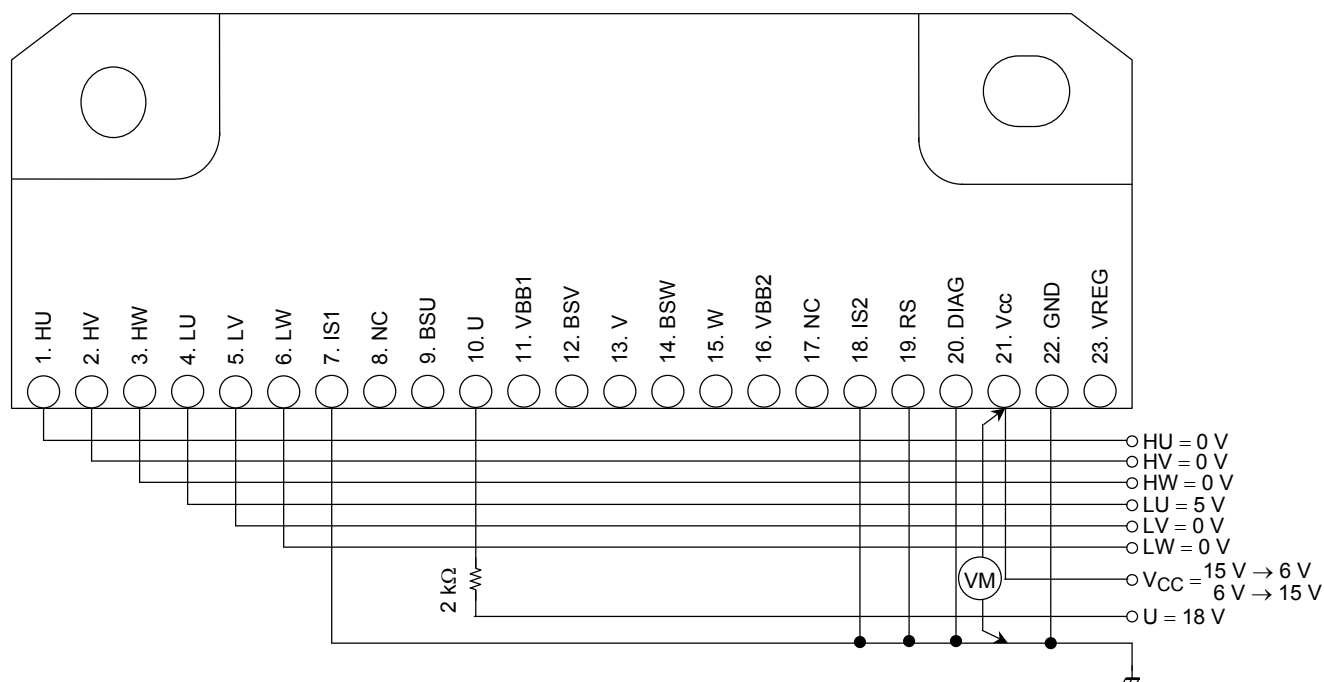 1. HU
2. HV
3. HW
4. LU
5. LV
6. LW
7. IS1
8. NC
9. BSU
10. U
11. VBB1
12. BSV
13. V
14. BSW
15. W
16. VBB2
17. NC
18. IS2
19. RS
20. DIAG
21. Vcc
22. GND
23. VREG
HU = 0 V
HV = 0 V
HW = 0 V
LU = 5 V
LV = 0 V
LW = 0 V
2 kΩ
VM
VCC = 15 V → 6 V
6 V → 15 V
U = 18 V